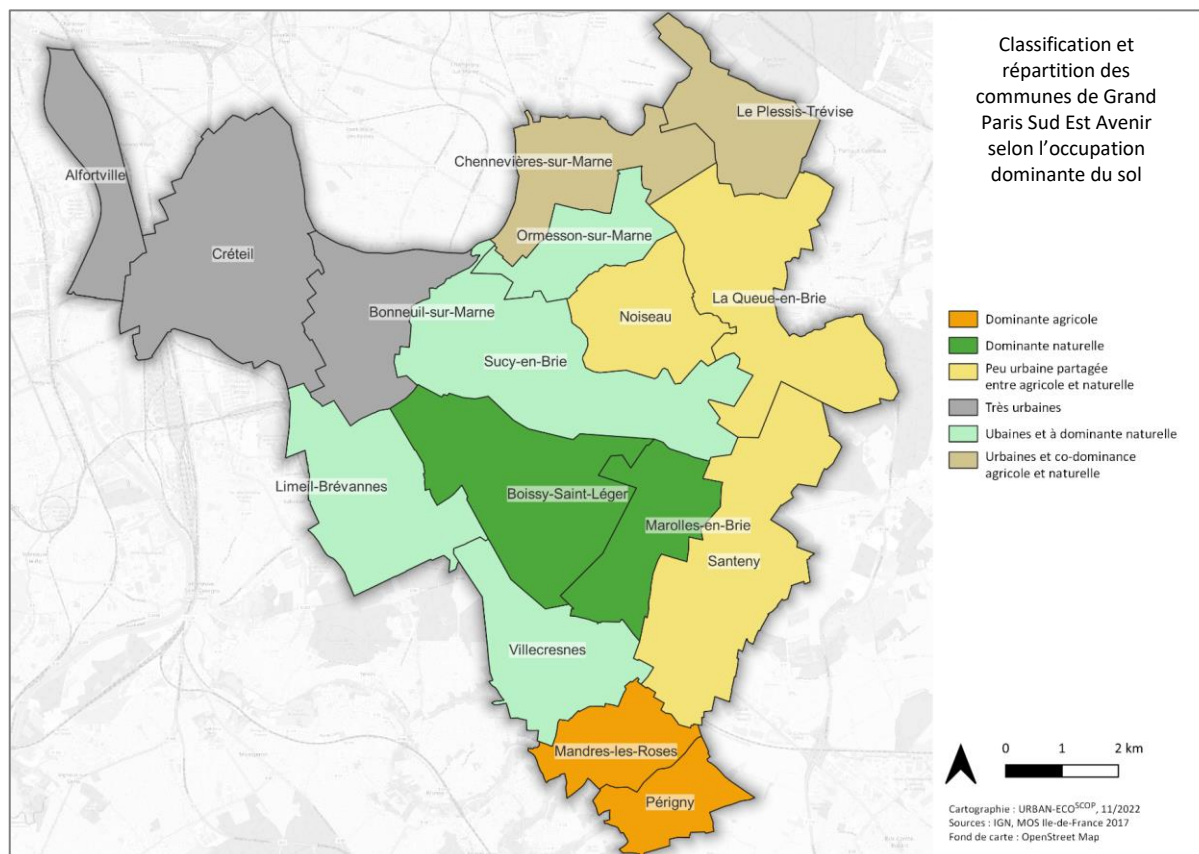 Classification et
répartition des
communes de Grand
Paris Sud Est Avenir
selon l'occupation
dominante du sol
Le Plessis-Trévise
Chennevières-sur-Marne
Alfortville
Ormesson-sur-Marne
Créteil
La Queue-en-Brie
Bonneuil-sur-Marne
Noiseau
Sucy-en-Brie
Limeil-Brévannes
Boissy-Saint-Léger
Marolles-en-Brie
Santeny
Villecresnes
Mandres-les-Roses
Périgny
Dominante agricole
Dominante naturelle
Peu urbaine partagée
entre agricole et naturelle
Très urbaines
Ubaines et à dominante naturelle
Urbaines et co-dominance
agricole et naturelle
0 1 2 km
Cartographie : URBAN-ECOSCOP, 11/2022
Sources : IGN, MOS Ile-de-France 2017
Fond de carte : OpenStreet Map